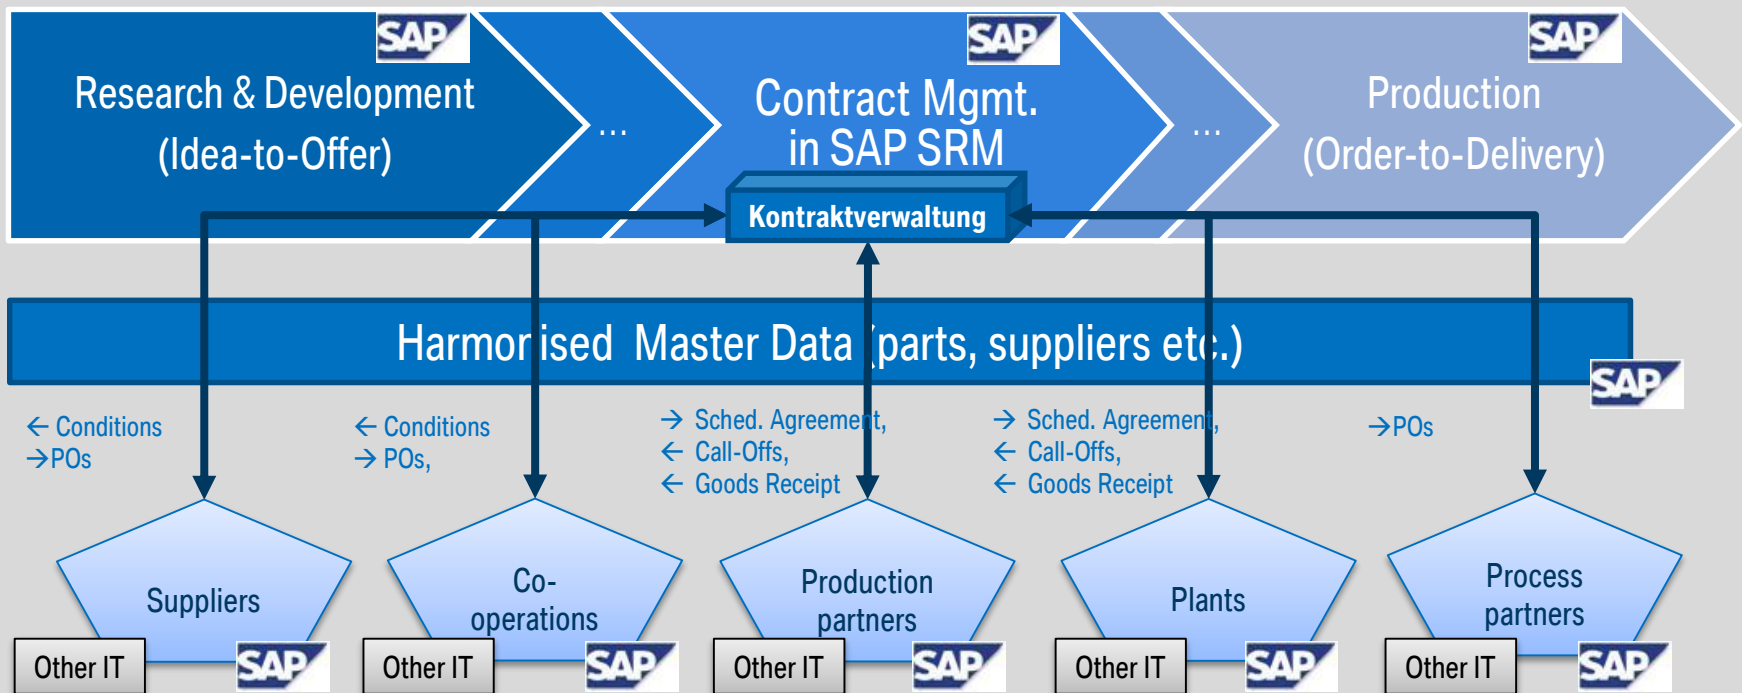 SAP
SAP
SAP
Research & Development
(Idea-to-Offer)
...
Contract Mgmt.
in SAP SRM
...
Production
(Order-to-Delivery)
Kontraktverwaltung
Harmonised Master Data (parts, suppliers etc.)
SAP
← Conditions
→POs
← Conditions
→ POs,
→ Sched. Agreement,
← Call-Offs,
← Goods Receipt
→ Sched. Agreement,
← Call-Offs,
← Goods Receipt
→POs
Suppliers
Co-
operations
Production
partners
Plants
Process
partners
Other IT
SAP
Other IT
SAP
Other IT
SAP
Other IT
SAP
Other IT
SAP